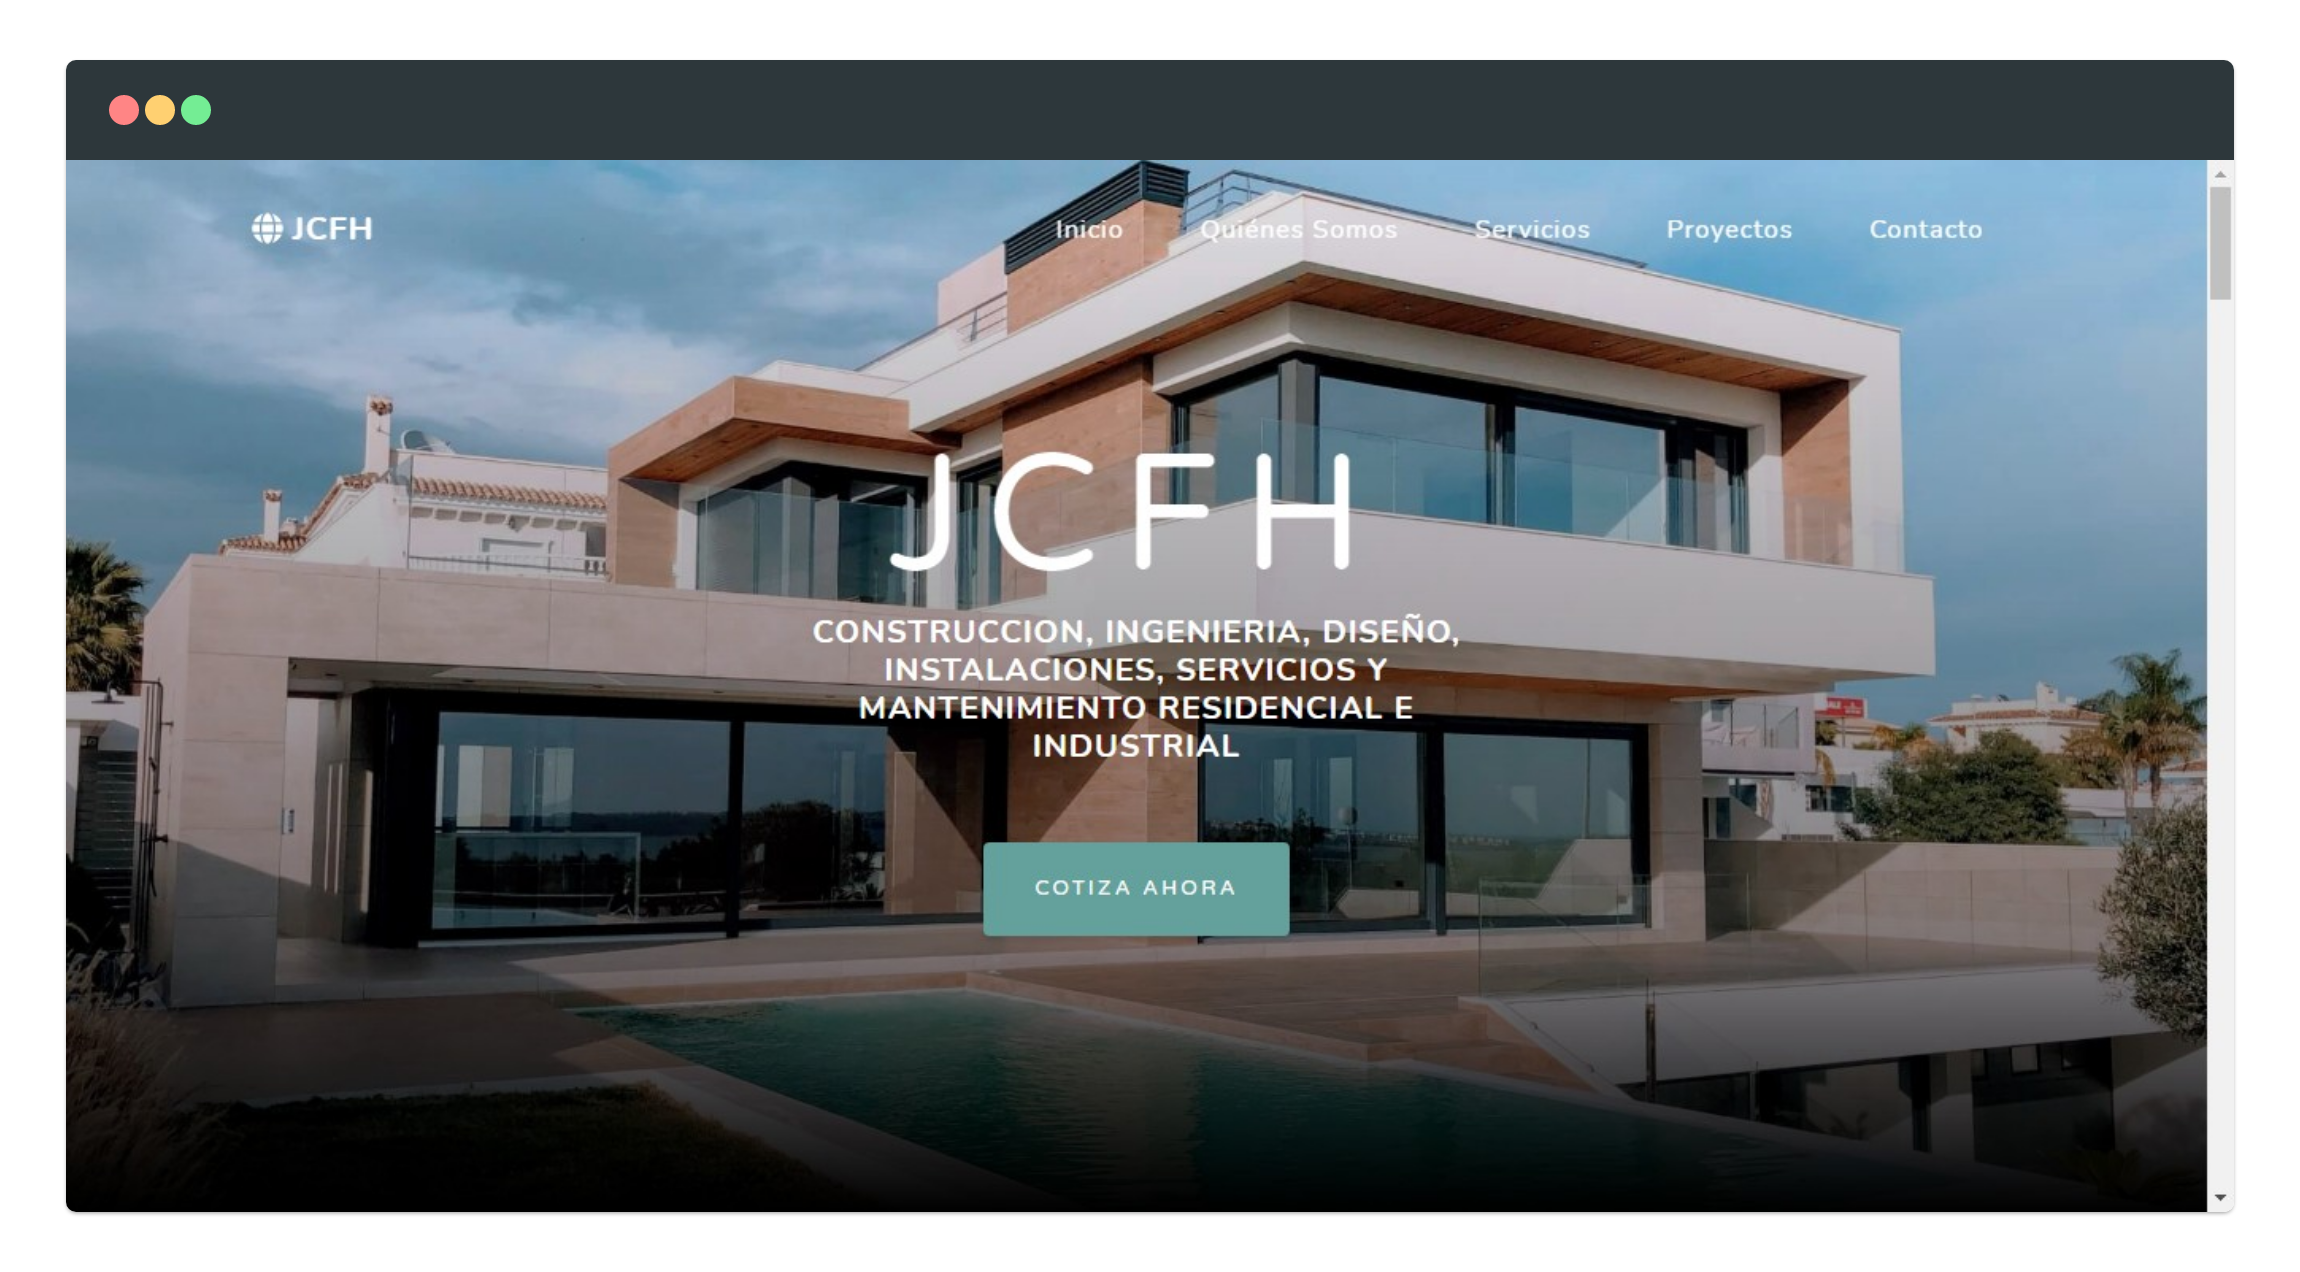 JCFH
Inicio
Quiénes Somos
Servicios
Proyectos
Contacto
JCFH
CONSTRUCCION, INGENIERIA, DISEÑO,
INSTALACIONES, SERVICIOS Y
MANTENIMIENTO RESIDENCIAL E
INDUSTRIAL
COTIZA AHORA